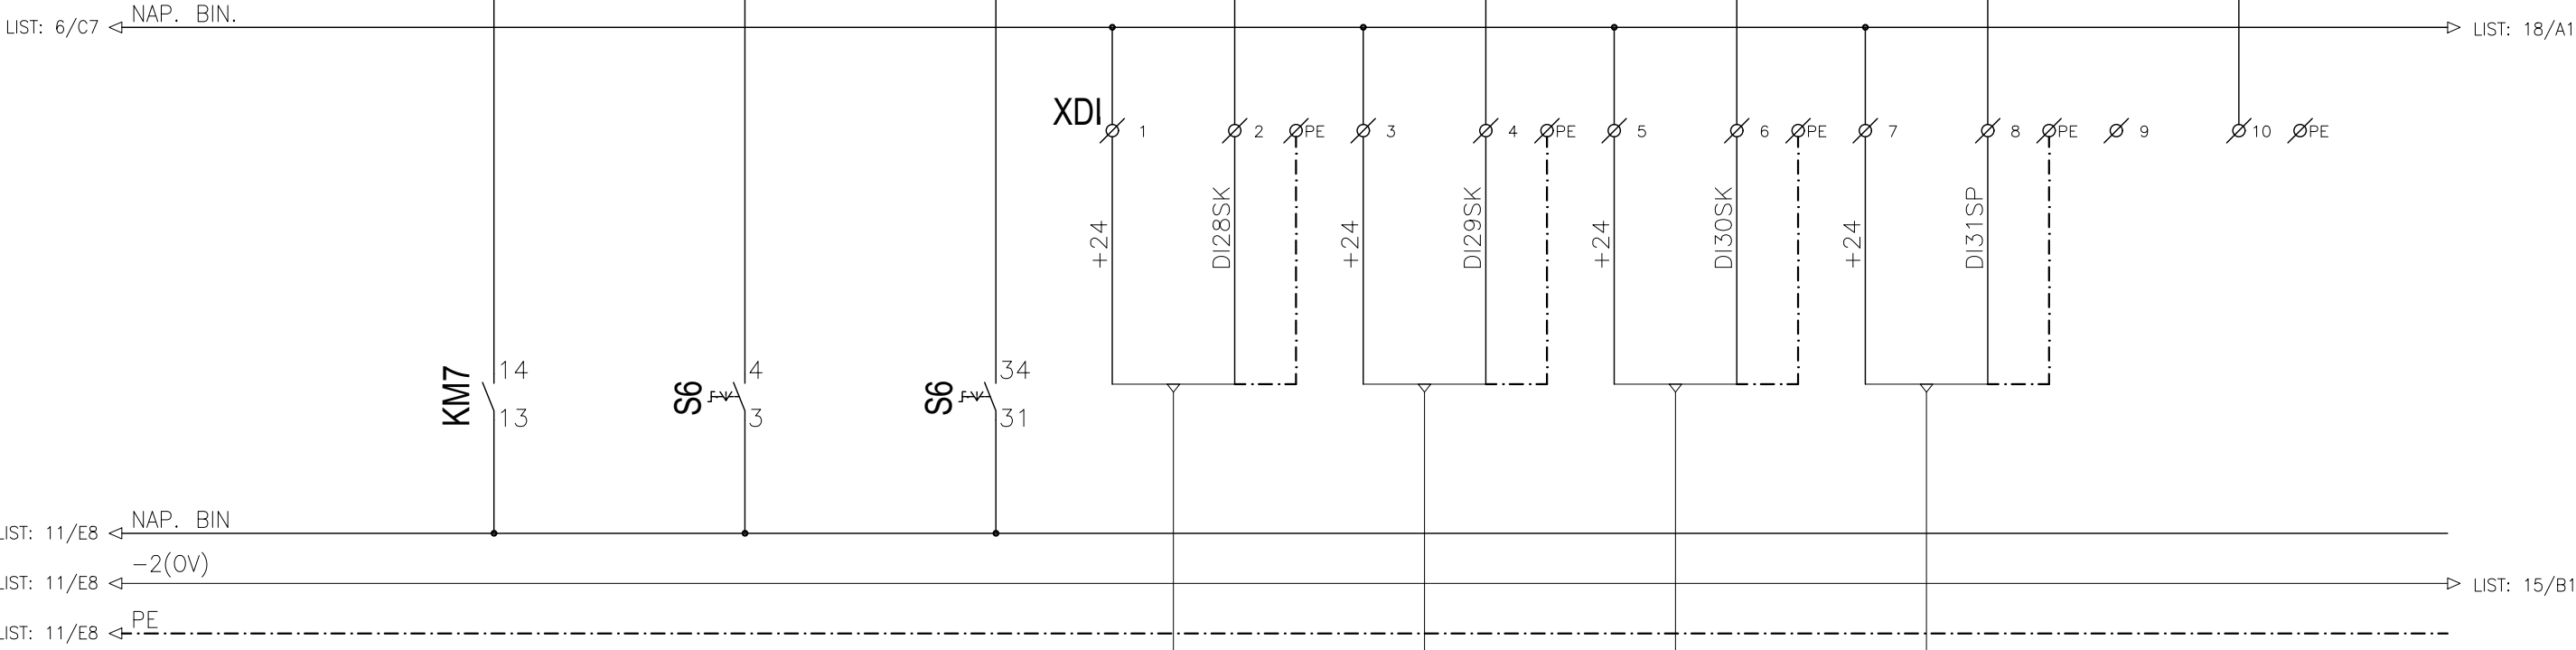 NAP. BIN.
LIST: 6/C7
LIST: 18/A1
XDI
1
2
PE
3
4
PE
5
6
PE
7
8
PE
9
10
PE
+24
DI28SK
+24
DI29SK
+24
DI30SK
+24
DI31SP
KM7
14
13
S6
4
3
S6
34
31
NAP. BIN
LIST: 11/E8
-2(0V)
LIST: 11/E8
LIST: 15/B1
PE
LIST: 11/E8